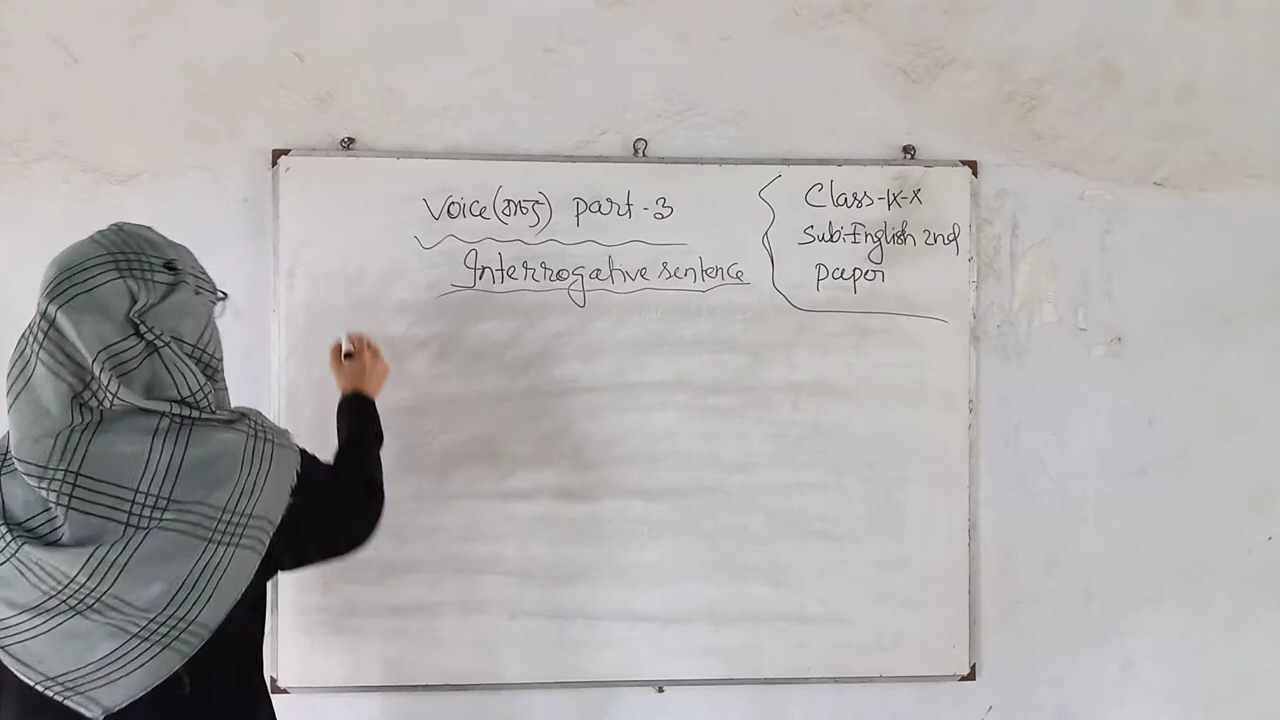 Voice (বাচ্য) part-3
Interrogative sentence
Class-IX-X
Sub:-English 2nd
paper